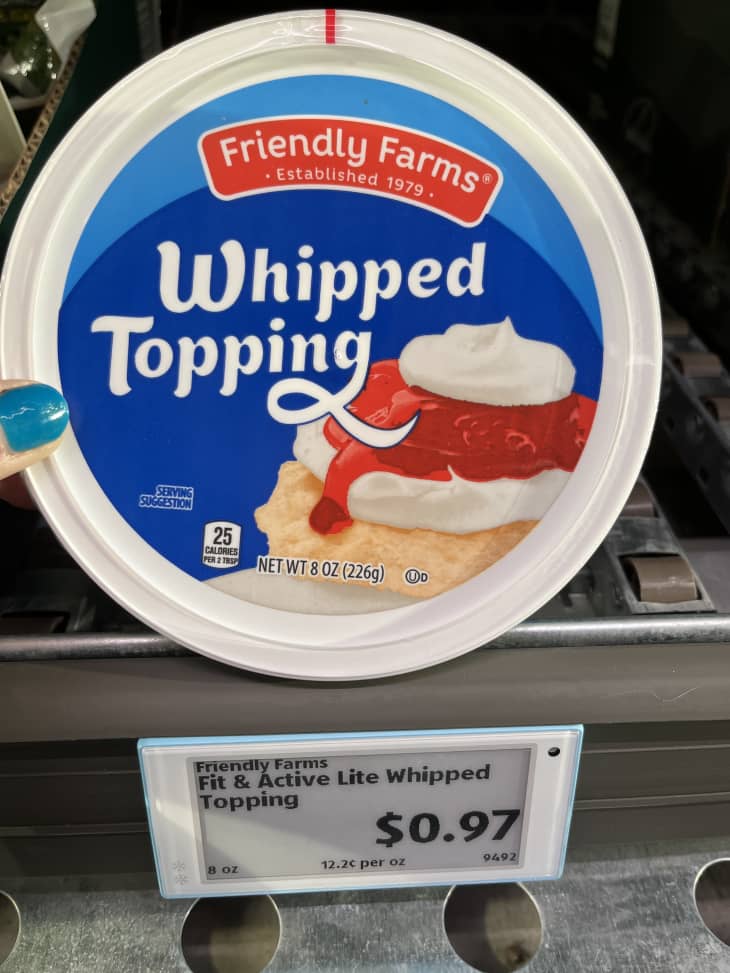 Friendly Farms®
• Established 1979 •
Whipped
Topping
SERVING
SUGGESTION
25
CALORIES
PER 2 TBSP
NET WT 8 OZ (226g) UD
Friendly Farms
Fit & Active Lite Whipped
Topping
$0.97
8 oz 12.2¢ per oz 9492